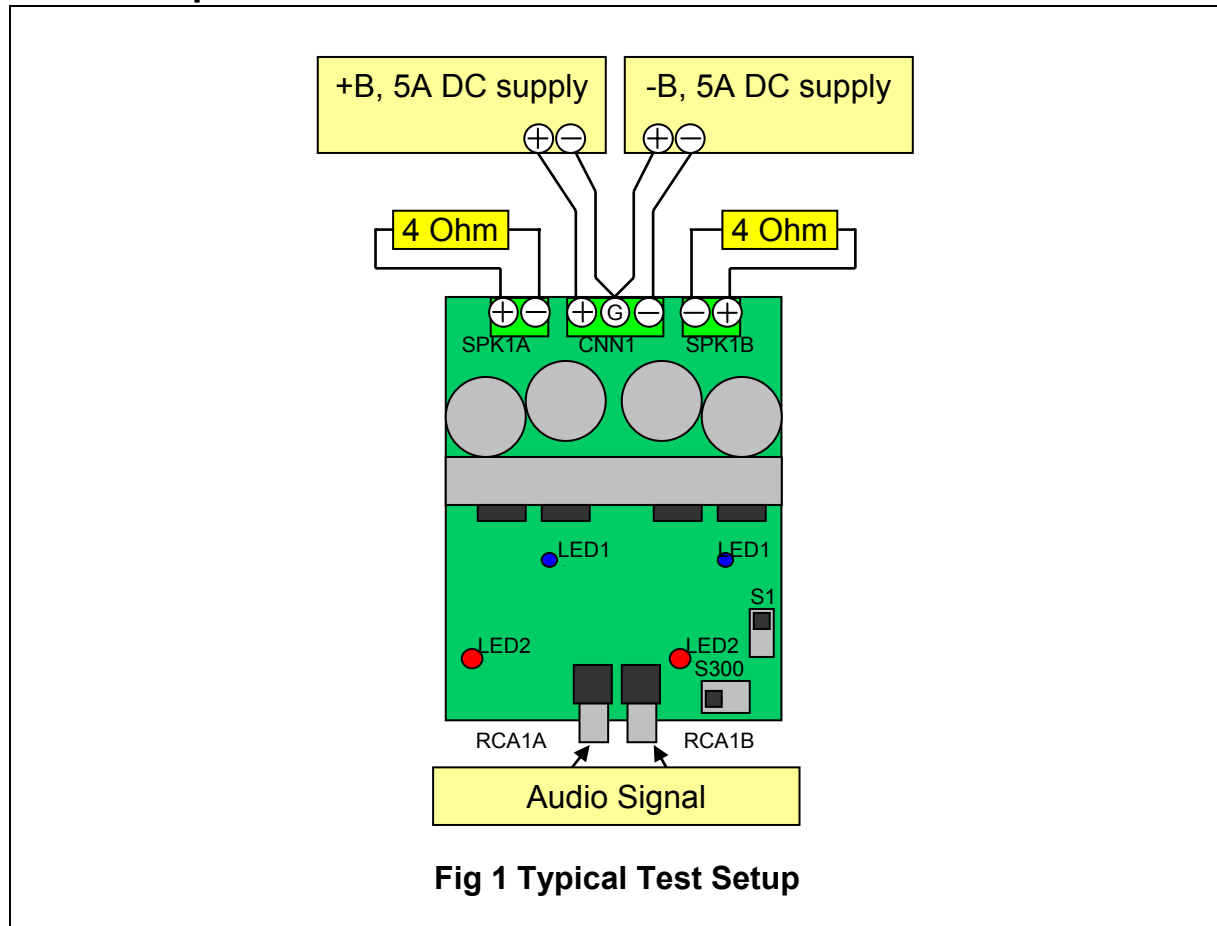 +B, 5A DC supply
-B, 5A DC supply
+ −
+ −
4 Ohm
4 Ohm
+ −
+ G −
− +
SPK1A
CNN1
SPK1B
LED1
LED1
S1
LED2
LED2
S300
RCA1A
RCA1B
Audio Signal
Fig 1 Typical Test Setup